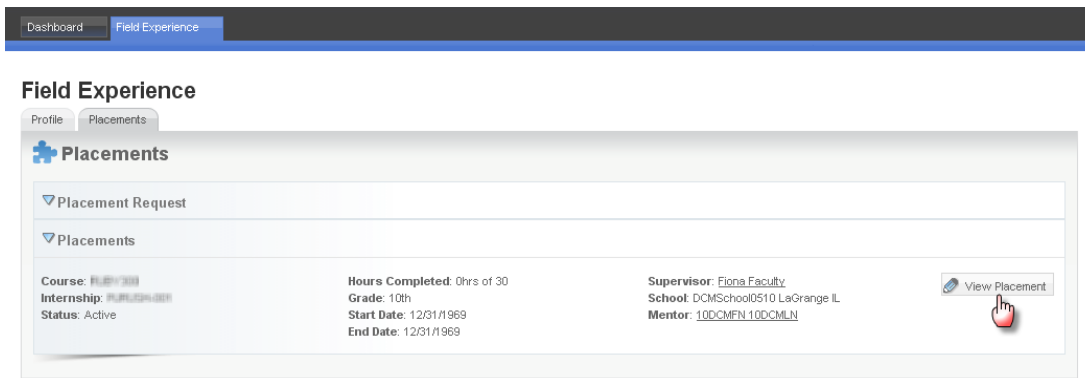 Dashboard Field Experience
Field Experience
Profile Placements
Placements
Placement Request
Placements
Course:
Internship:
Status: Active
Hours Completed: 0hrs of 30
Grade: 10th
Start Date: 12/31/1969
End Date: 12/31/1969
Supervisor: Fiona Faculty
School: DCMSchool0510 LaGrange IL
Mentor: 10DCMFN 10DCMLN
View Placement